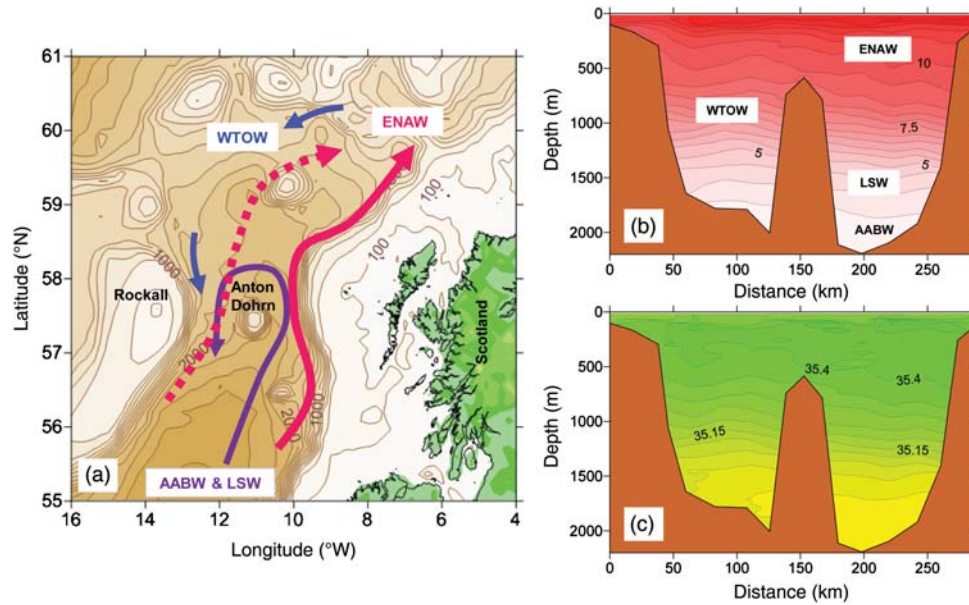 61
60
59
58
57
56
55
Latitude (°N)
16
14
12
10
8
6
4
Longitude (°W)
WTOW
ENAW
100
100
1000
Rockall
Anton
Dohrn
Scotland
2000
2000
1000
AABW & LSW
(a)
0
500
1000
1500
2000
Depth (m)
ENAW
10
WTOW
7.5
5
5
LSW
AABW
(b)
0
50
100
150
200
250
Distance (km)
0
500
1000
1500
2000
Depth (m)
35.4
35.4
35.15
35.15
(c)
0
50
100
150
200
250
Distance (km)